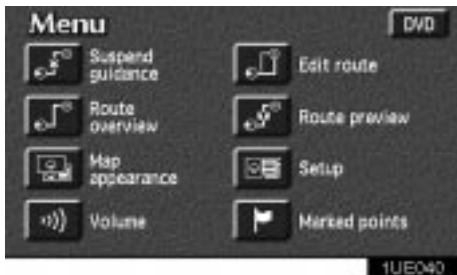 Menu
DVD
Suspend
guidance
Edit route
Route
overview
Route preview
Map
appearance
Setup
Volume
Marked points
1UE040